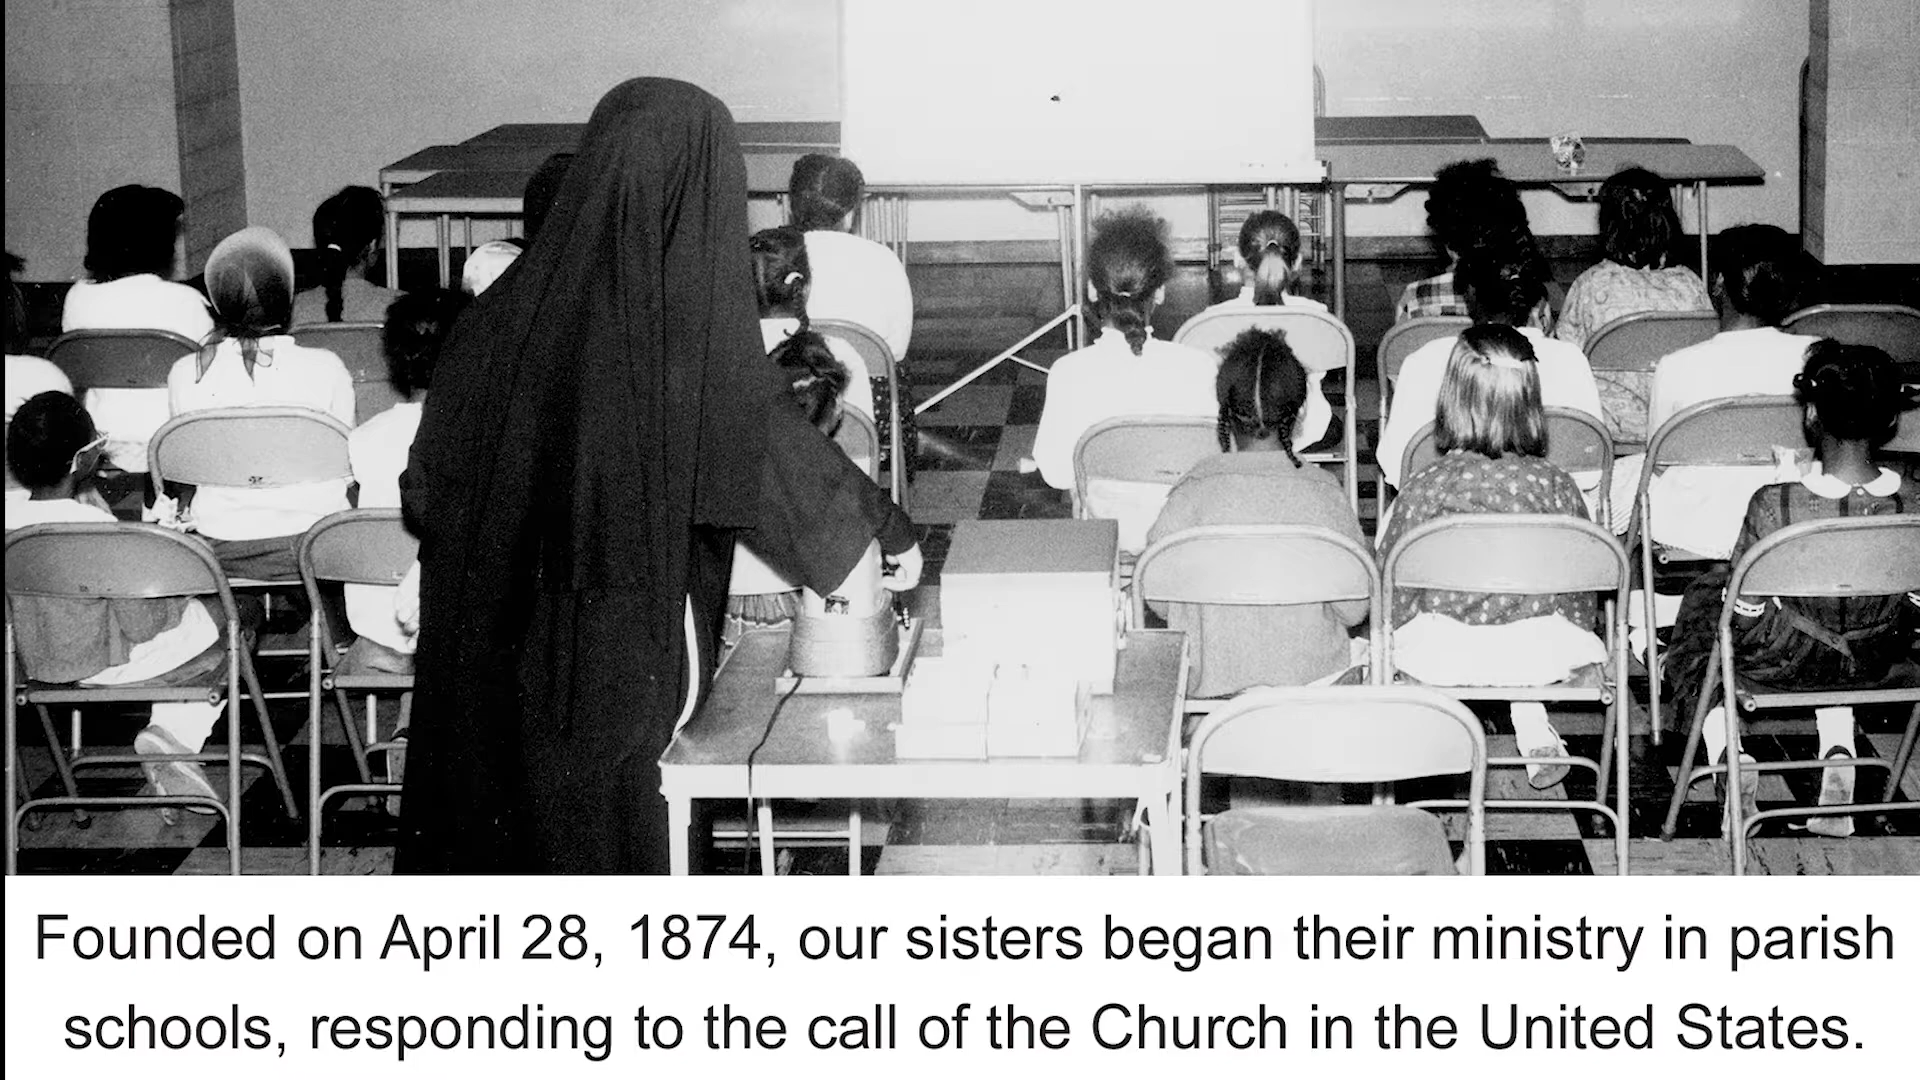 Founded on April 28, 1874, our sisters began their ministry in parish
schools, responding to the call of the Church in the United States.